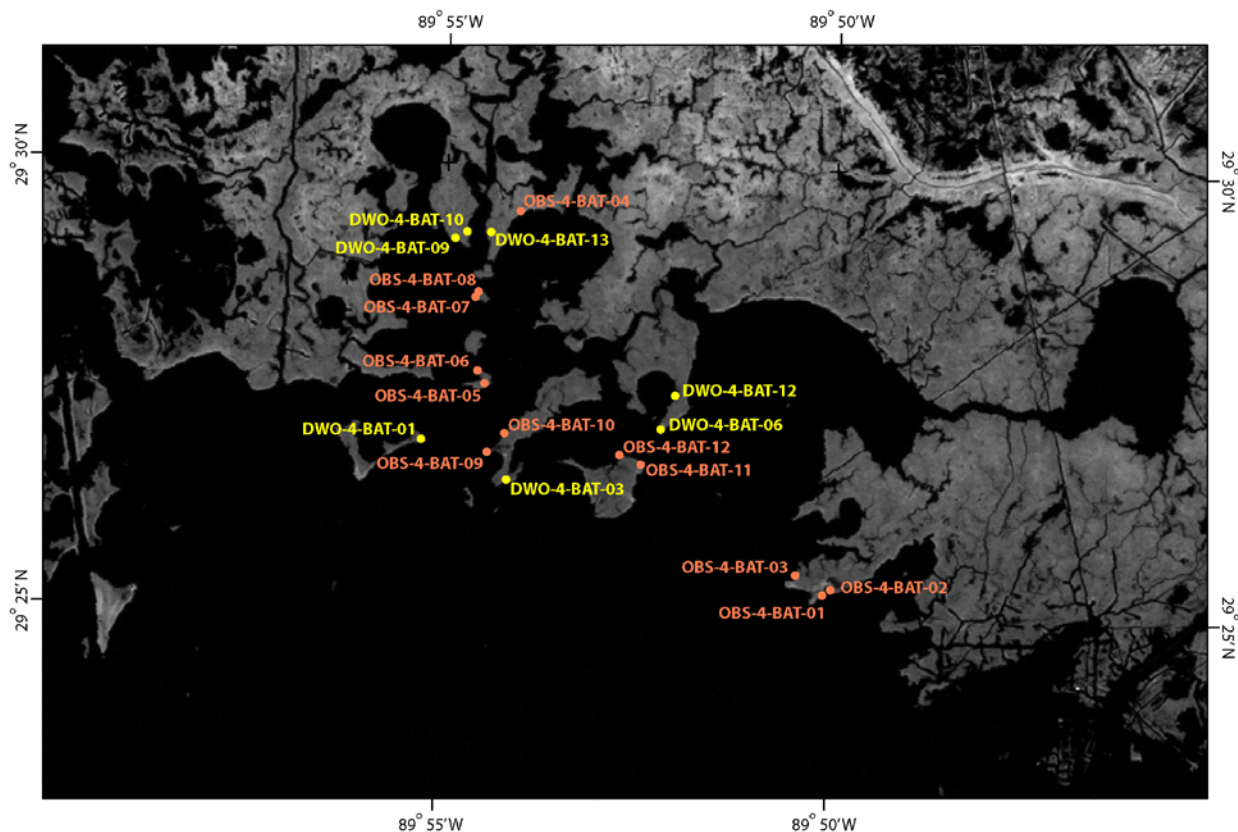 89° 55'W
89° 50'W
29° 30'N
29° 30'N
OBS-4-BAT-04
DWO-4-BAT-10
DWO-4-BAT-09
DWO-4-BAT-13
OBS-4-BAT-08
OBS-4-BAT-07
OBS-4-BAT-06
OBS-4-BAT-05
DWO-4-BAT-12
DWO-4-BAT-01
OBS-4-BAT-10
DWO-4-BAT-06
OBS-4-BAT-09
OBS-4-BAT-12
OBS-4-BAT-11
DWO-4-BAT-03
OBS-4-BAT-03
OBS-4-BAT-02
OBS-4-BAT-01
29° 25'N
29° 25'N
89° 55'W
89° 50'W